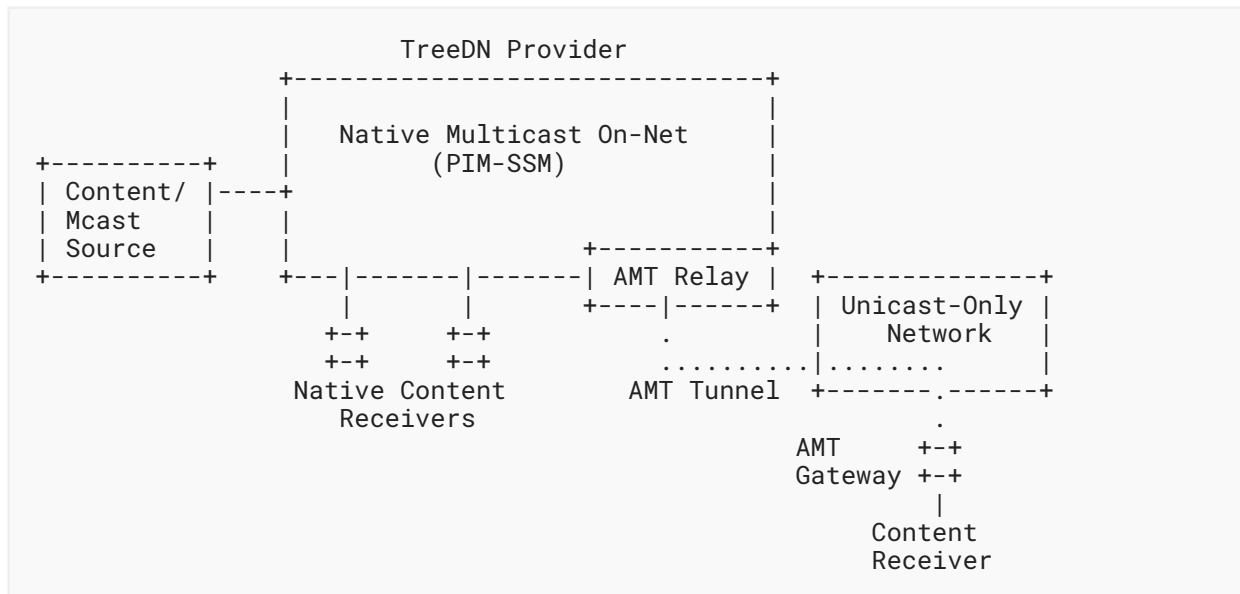 TreeDN Provider
Native Multicast On-Net
(PIM-SSM)
Content/
Mcast
Source
AMT Relay
Unicast-Only
Network
Native Content
Receivers
AMT Tunnel
AMT
Gateway
Content
Receiver